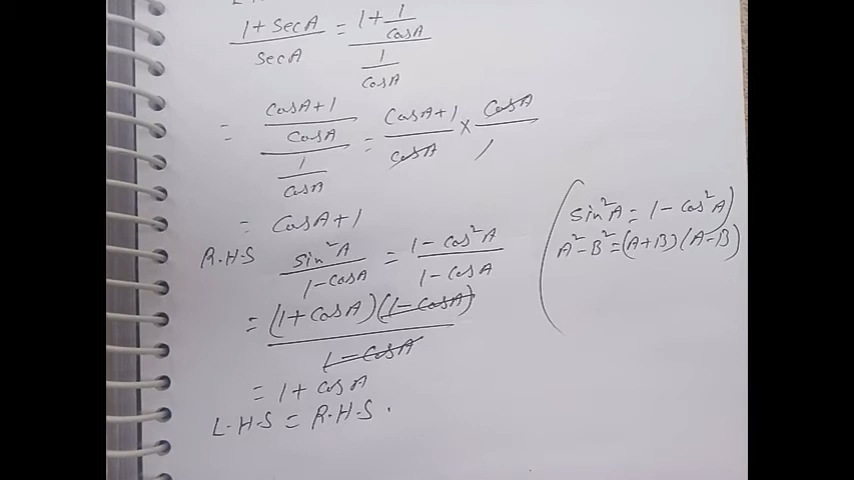 (1 + secA)/secA = (1 + 1/cosA)/(1/cosA)
= ((cosA + 1)/cosA)/(1/cosA) = (cosA + 1)/cosA × cosA/1
= cosA + 1
R.H.S sin²A/(1 - cosA) = (1 - cos²A)/(1 - cosA)
(sin²A = 1 - cos²A)
A² - B² = (A+B)(A-B)
= (1 + cosA)(1 - cosA)/(1 - cosA)
= 1 + cosA
L.H.S = R.H.S.